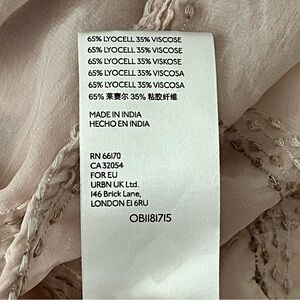 65% LYOCELL 35% VISCOSE
65% LYOCELL 35% VISCOSE
65% LYOCELL 35% VISKOSE
65% LYOCELL 35% VISCOSA
65% LYOCELL 35% VISCOSA
65% 莱赛尔 35% 粘胶纤维
MADE IN INDIA
HECHO EN INDIA
RN 66170
CA 32054
FOR EU
URBN UK Ltd.
146 Brick Lane,
LONDON E1 6RU
OB1181715